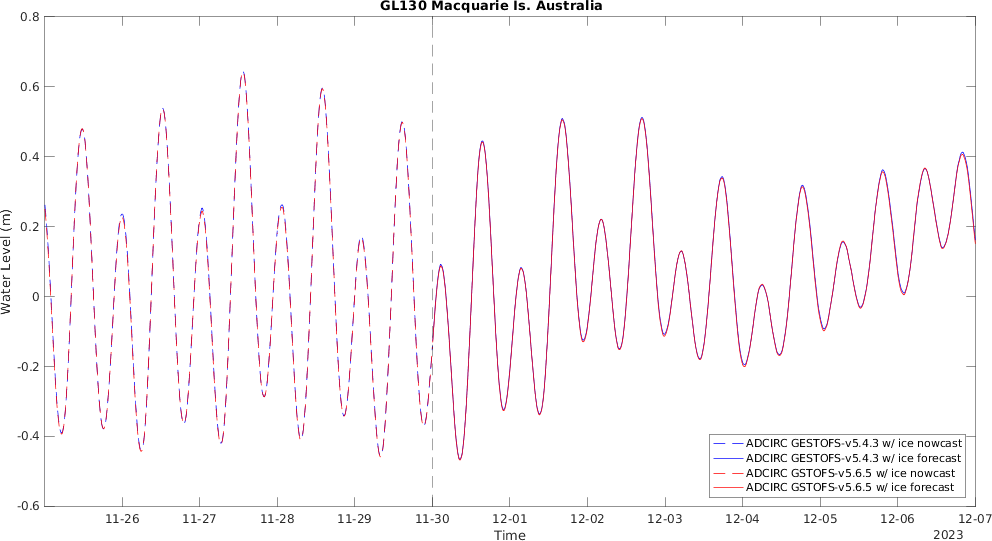 GL130 Macquarie Is. Australia
0.8
0.6
0.4
0.2
0
-0.2
-0.4
-0.6
Water Level (m)
ADCIRC GESTOFS-v5.4.3 w/ ice nowcast
ADCIRC GESTOFS-v5.4.3 w/ ice forecast
ADCIRC GSTOFS-v5.6.5 w/ ice nowcast
ADCIRC GSTOFS-v5.6.5 w/ ice forecast
11-26 11-27 11-28 11-29 11-30 12-01 12-02 12-03 12-04 12-05 12-06 12-07
Time
2023